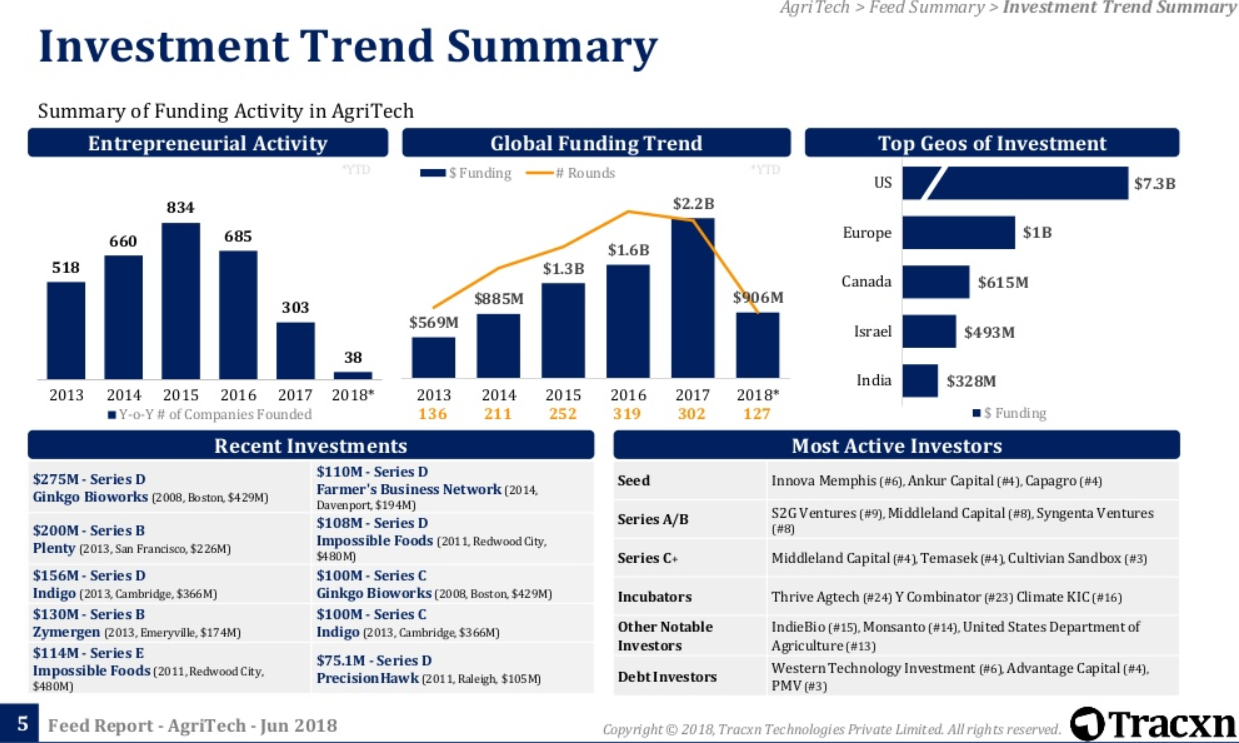 AgriTech > Feed Summary > Investment Trend Summary
Investment Trend Summary
Summary of Funding Activity in AgriTech
Entrepreneurial Activity
*YTD
518
660
834
685
303
38
2013 2014 2015 2016 2017 2018*
Y-o-Y # of Companies Founded
Global Funding Trend
$ Funding # Rounds
*YTD
$569M
$885M
$1.3B
$1.6B
$2.2B
$906M
2013 2014 2015 2016 2017 2018*
136 211 252 319 302 127
Top Geos of Investment
US $7.3B
Europe $1B
Canada $615M
Israel $493M
India $328M
$ Funding
Recent Investments
$275M - Series D
Ginkgo Bioworks (2008, Boston, $429M)
$110M - Series D
Farmer's Business Network (2014,
Davenport, $194M)
$200M - Series B
Plenty (2013, San Francisco, $226M)
$108M - Series D
Impossible Foods (2011, Redwood City,
$480M)
$156M - Series D
Indigo (2013, Cambridge, $366M)
$100M - Series C
Ginkgo Bioworks (2008, Boston, $429M)
$130M - Series B
Zymergen (2013, Emeryville, $174M)
$100M - Series C
Indigo (2013, Cambridge, $366M)
$114M - Series E
Impossible Foods (2011, Redwood City,
$480M)
$75.1M - Series D
PrecisionHawk (2011, Raleigh, $105M)
Most Active Investors
Seed Innova Memphis (#6), Ankur Capital (#4), Capagro (#4)
Series A/B S2G Ventures (#9), Middleland Capital (#8), Syngenta Ventures
(#8)
Series C+ Middleland Capital (#4), Temasek (#4), Cultivian Sandbox (#3)
Incubators Thrive Agtech (#24) Y Combinator (#23) Climate KIC (#16)
Other Notable IndieBio (#15), Monsanto (#14), United States Department of
Investors Agriculture (#13)
Debt Investors Western Technology Investment (#6), Advantage Capital (#4),
PMV (#3)
5 Feed Report - AgriTech - Jun 2018
Copyright © 2018, Tracxn Technologies Private Limited. All rights reserved.
Tracxn